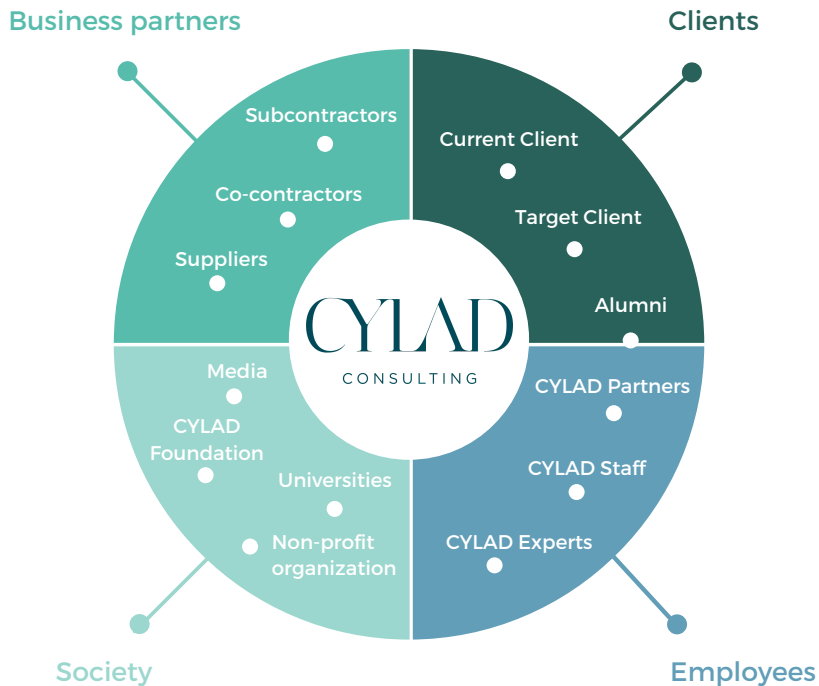 Business partners
Clients
Subcontractors
Co-contractors
Suppliers
Current Client
Target Client
Alumni
CYLAD
CONSULTING
Media
CYLAD
Foundation
Universities
Non-profit
organization
CYLAD Partners
CYLAD Staff
CYLAD Experts
Society
Employees